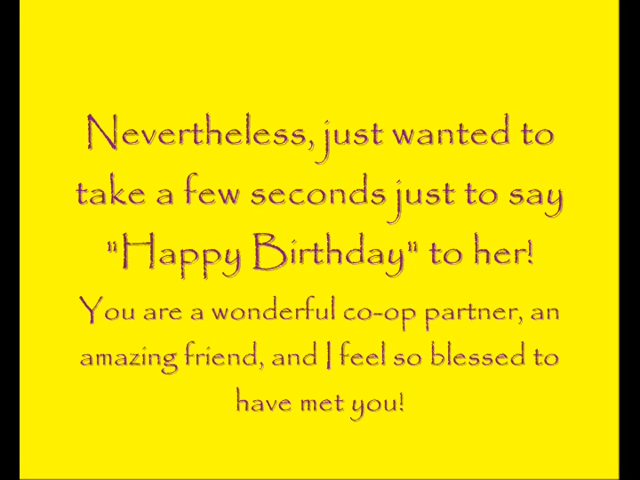 Nevertheless, just wanted to
take a few seconds just to say
"Happy Birthday" to her!
You are a wonderful co-op partner, an
amazing friend, and I feel so blessed to
have met you!